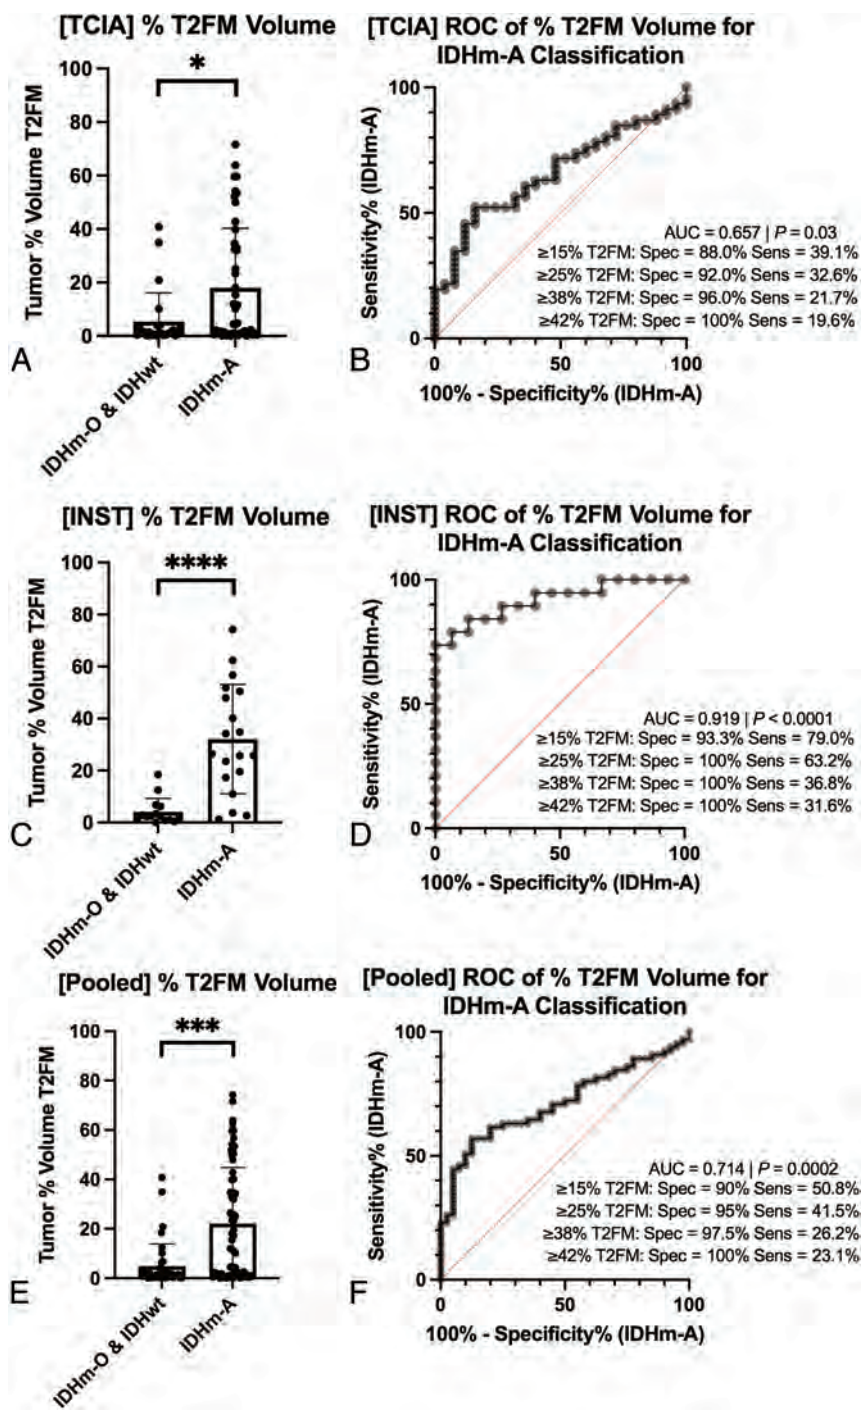 [TCIA] % T2FM Volume
*
100
80
60
40
20
0
Tumor % Volume T2FM
IDHm-O & IDHwt
IDHm-A
A
[TCIA] ROC of % T2FM Volume for
IDHm-A Classification
100
50
0
Sensitivity% (IDHm-A)
AUC = 0.657 | P = 0.03
≥15% T2FM: Spec = 88.0% Sens = 39.1%
≥25% T2FM: Spec = 92.0% Sens = 32.6%
≥38% T2FM: Spec = 96.0% Sens = 21.7%
≥42% T2FM: Spec = 100% Sens = 19.6%
0 50 100
100% - Specificity% (IDHm-A)
B
[INST] % T2FM Volume
****
100
80
60
40
20
0
Tumor % Volume T2FM
IDHm-O & IDHwt
IDHm-A
C
[INST] ROC of % T2FM Volume for
IDHm-A Classification
100
50
0
Sensitivity% (IDHm-A)
AUC = 0.919 | P < 0.0001
≥15% T2FM: Spec = 93.3% Sens = 79.0%
≥25% T2FM: Spec = 100% Sens = 63.2%
≥38% T2FM: Spec = 100% Sens = 36.8%
≥42% T2FM: Spec = 100% Sens = 31.6%
0 50 100
100% - Specificity% (IDHm-A)
D
[Pooled] % T2FM Volume
***
100
80
60
40
20
0
Tumor % Volume T2FM
IDHm-O & IDHwt
IDHm-A
E
[Pooled] ROC of % T2FM Volume for
IDHm-A Classification
100
50
0
Sensitivity% (IDHm-A)
AUC = 0.714 | P = 0.0002
≥15% T2FM: Spec = 90% Sens = 50.8%
≥25% T2FM: Spec = 95% Sens = 41.5%
≥38% T2FM: Spec = 97.5% Sens = 26.2%
≥42% T2FM: Spec = 100% Sens = 23.1%
0 50 100
100% - Specificity% (IDHm-A)
F